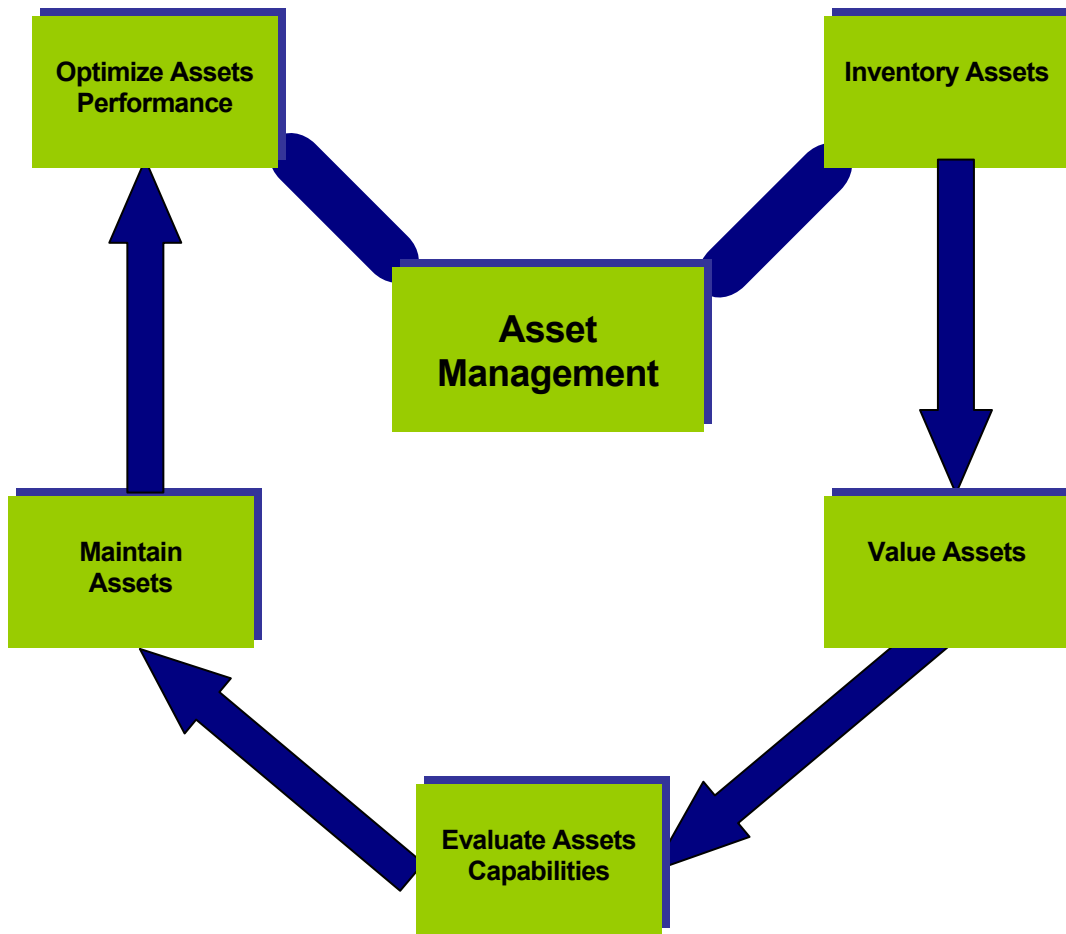 Optimize Assets
Performance
Inventory Assets
Asset
Management
Maintain
Assets
Value Assets
Evaluate Assets
Capabilities